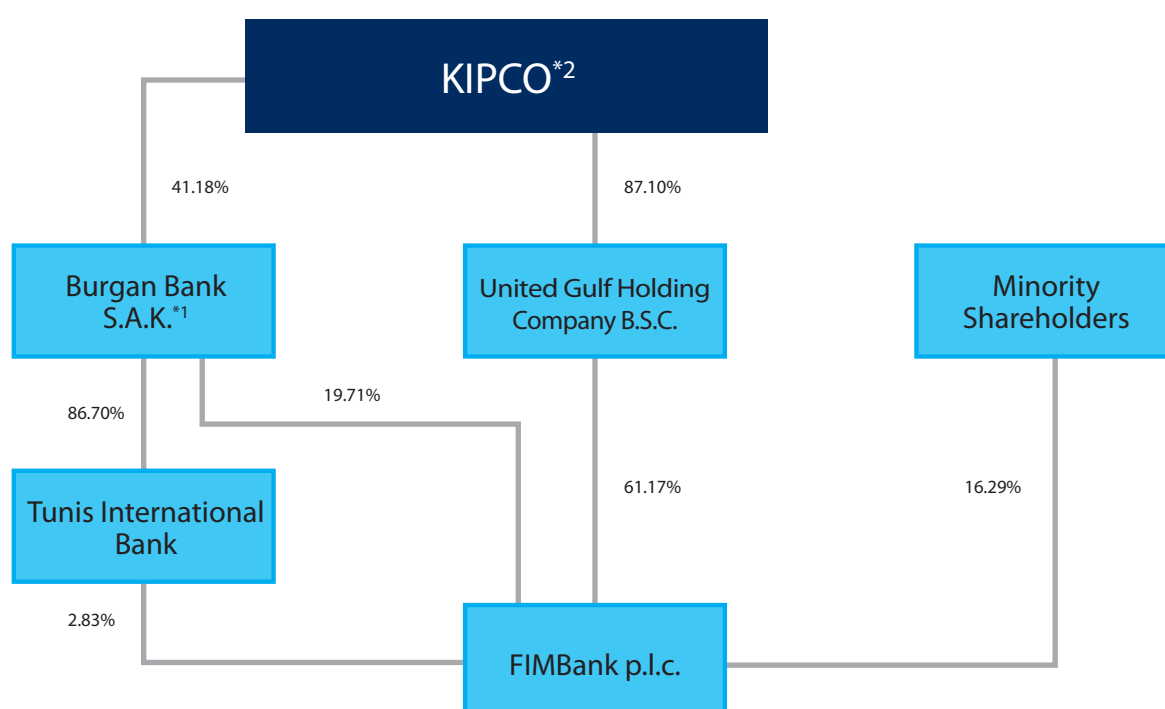 KIPCO*2
41.18%
87.10%
Burgan Bank
S.A.K.*1
United Gulf Holding
Company B.S.C.
Minority
Shareholders
19.71%
86.70%
61.17%
16.29%
Tunis International
Bank
2.83%
FIMBank p.l.c.